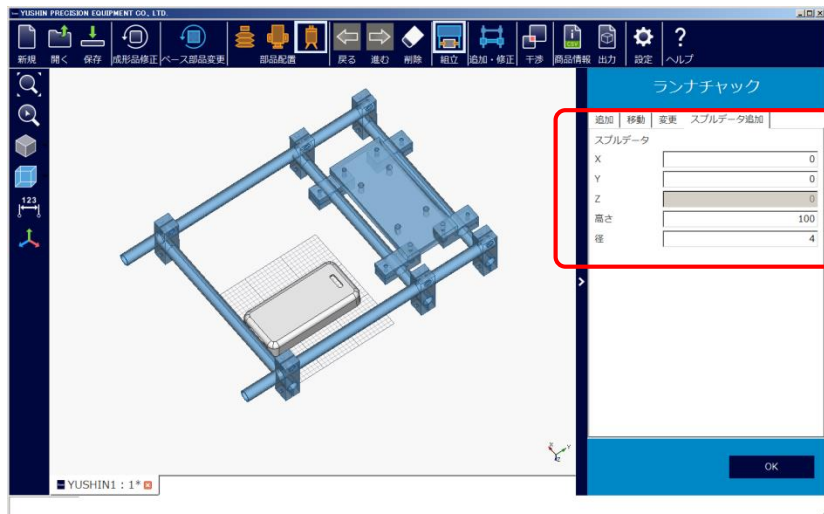 YUSHIN PRECISION EQUIPMENT CO., LTD.
新規 開く 保存 成形品修正 ベース部品変更 部品配置 戻る 進む 削除 組立 追加・修正 干渉 商品情報 出力 設定 ヘルプ
CSV
?
123
ランナチャック
追加 移動 変更 スプルデータ追加
スプルデータ
X 0
Y 0
Z 0
高さ 100
径 4
X Y Z
OK
YUSHIN1 : 1*